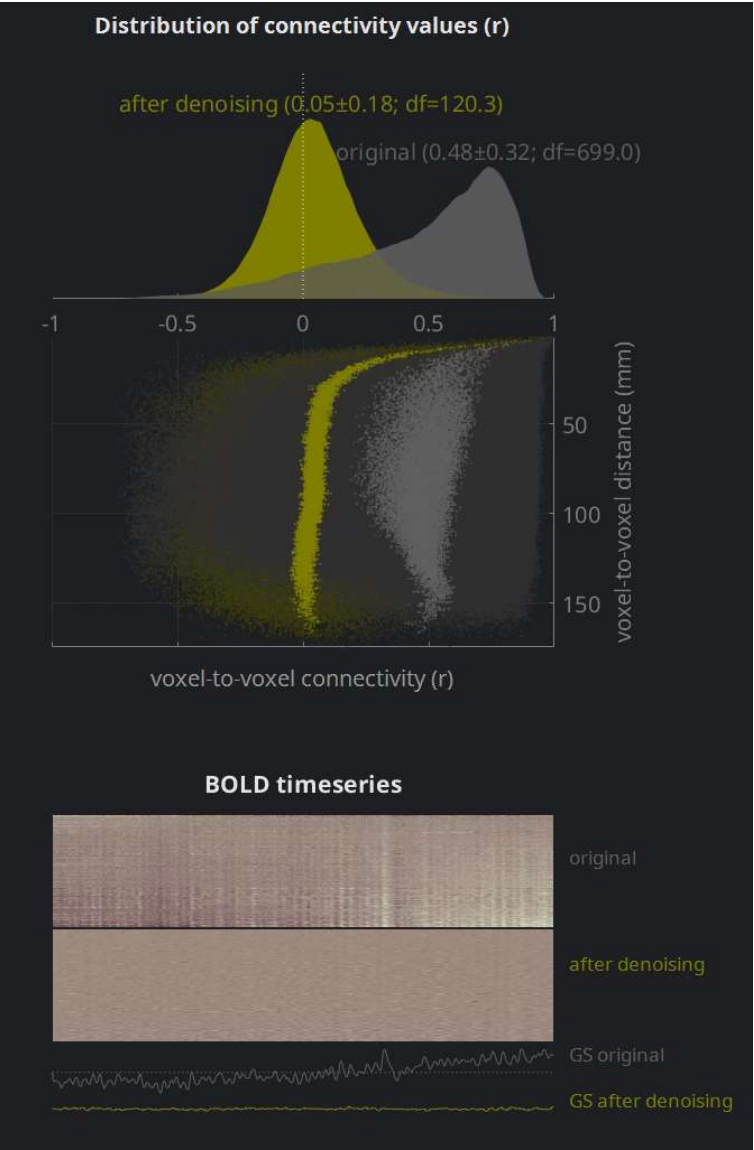 Distribution of connectivity values (r)
after denoising (0.05±0.18; df=120.3)
original (0.48±0.32; df=699.0)
-1 -0.5 0 0.5 1
50
100
150
voxel-to-voxel distance (mm)
voxel-to-voxel connectivity (r)
BOLD timeseries
original
after denoising
GS original
GS after denoising